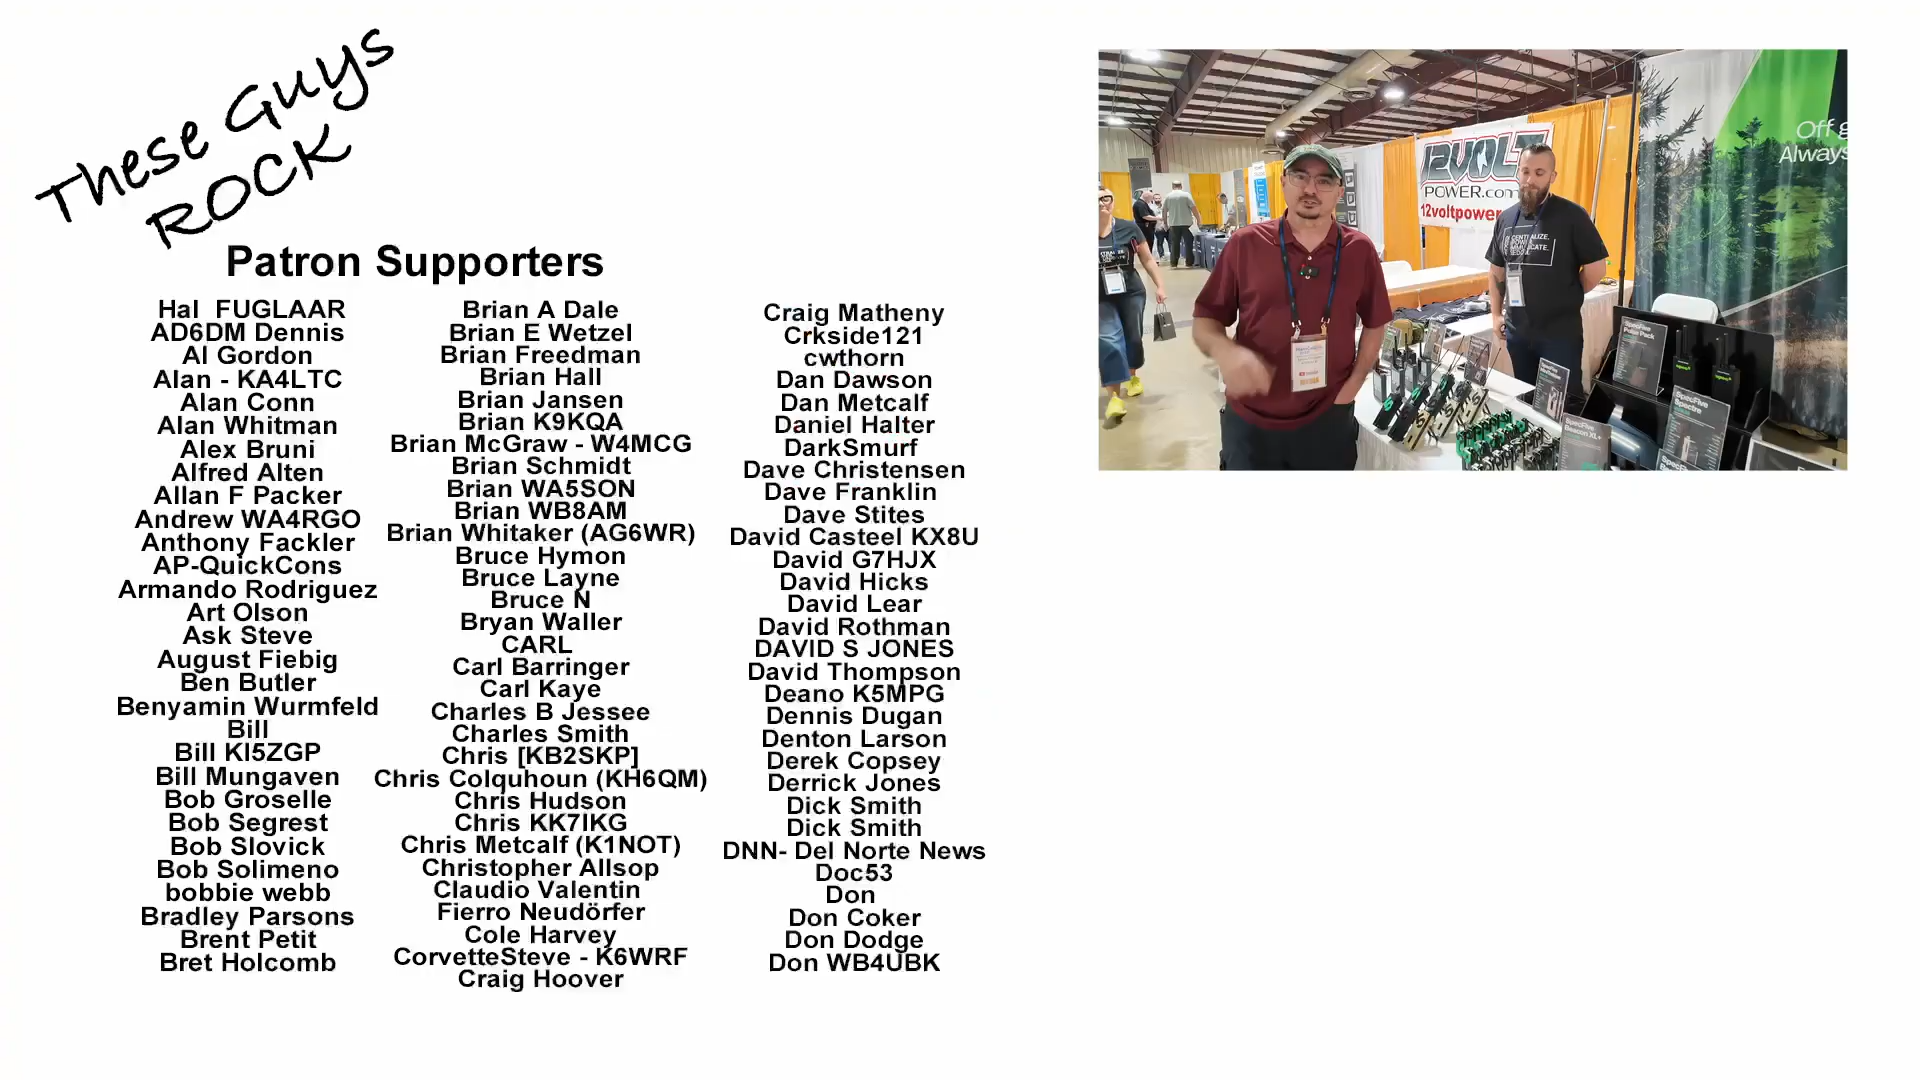 These Guys
ROCK
Patron Supporters
Hal FUGLAAR
AD6DM Dennis
Al Gordon
Alan - KA4LTC
Alan Conn
Alan Whitman
Alex Bruni
Alfred Alten
Allan F Packer
Andrew WA4RGO
Anthony Fackler
AP-QuickCons
Armando Rodriguez
Art Olson
Ask Steve
August Fiebig
Ben Butler
Benyamin Wurmfeld
Bill
Bill KI5ZGP
Bill Mungaven
Bob Groselle
Bob Segrest
Bob Slovick
Bob Solimeno
bobbie webb
Bradley Parsons
Brent Petit
Bret Holcomb
Brian A Dale
Brian E Wetzel
Brian Freedman
Brian Hall
Brian Jansen
Brian K9KQA
Brian McGraw - W4MCG
Brian Schmidt
Brian WA5SON
Brian WB8AM
Brian Whitaker (AG6WR)
Bruce Hymon
Bruce Layne
Bruce N
Bryan Waller
CARL
Carl Barringer
Carl Kaye
Charles B Jessee
Charles Smith
Chris [KB2SKP]
Chris Colquhoun (KH6QM)
Chris Hudson
Chris KK7IKG
Chris Metcalf (K1NOT)
Christopher Allsop
Claudio Valentin
Fierro Neudörfer
Cole Harvey
CorvetteSteve - K6WRF
Craig Hoover
Craig Matheny
Crkside121
cwthorn
Dan Dawson
Dan Metcalf
Daniel Halter
DarkSmurf
Dave Christensen
Dave Franklin
Dave Stites
David Casteel KX8U
David G7HJX
David Hicks
David Lear
David Rothman
DAVID S JONES
David Thompson
Deano K5MPG
Dennis Dugan
Denton Larson
Derek Copsey
Derrick Jones
Dick Smith
Dick Smith
DNN- Del Norte News
Doc53
Don
Don Coker
Don Dodge
Don WB4UBK
12VOLT
POWER.com
12voltpower
Off g
Always
SpecFive
Spectre
SpecFive
Beacon XL+
SpecFive